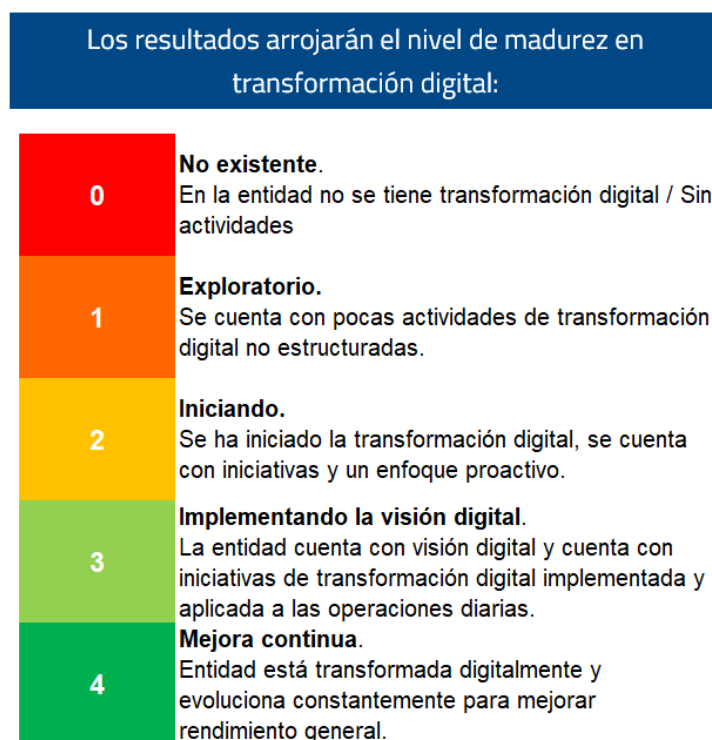 Los resultados arrojarán el nivel de madurez en
transformación digital:
0
No existente.
En la entidad no se tiene transformación digital / Sin
actividades
1
Exploratorio.
Se cuenta con pocas actividades de transformación
digital no estructuradas.
2
Iniciando.
Se ha iniciado la transformación digital, se cuenta
con iniciativas y un enfoque proactivo.
3
Implementando la visión digital.
La entidad cuenta con visión digital y cuenta con
iniciativas de transformación digital implementada y
aplicada a las operaciones diarias.
4
Mejora continua.
Entidad está transformada digitalmente y
evoluciona constantemente para mejorar
rendimiento general.